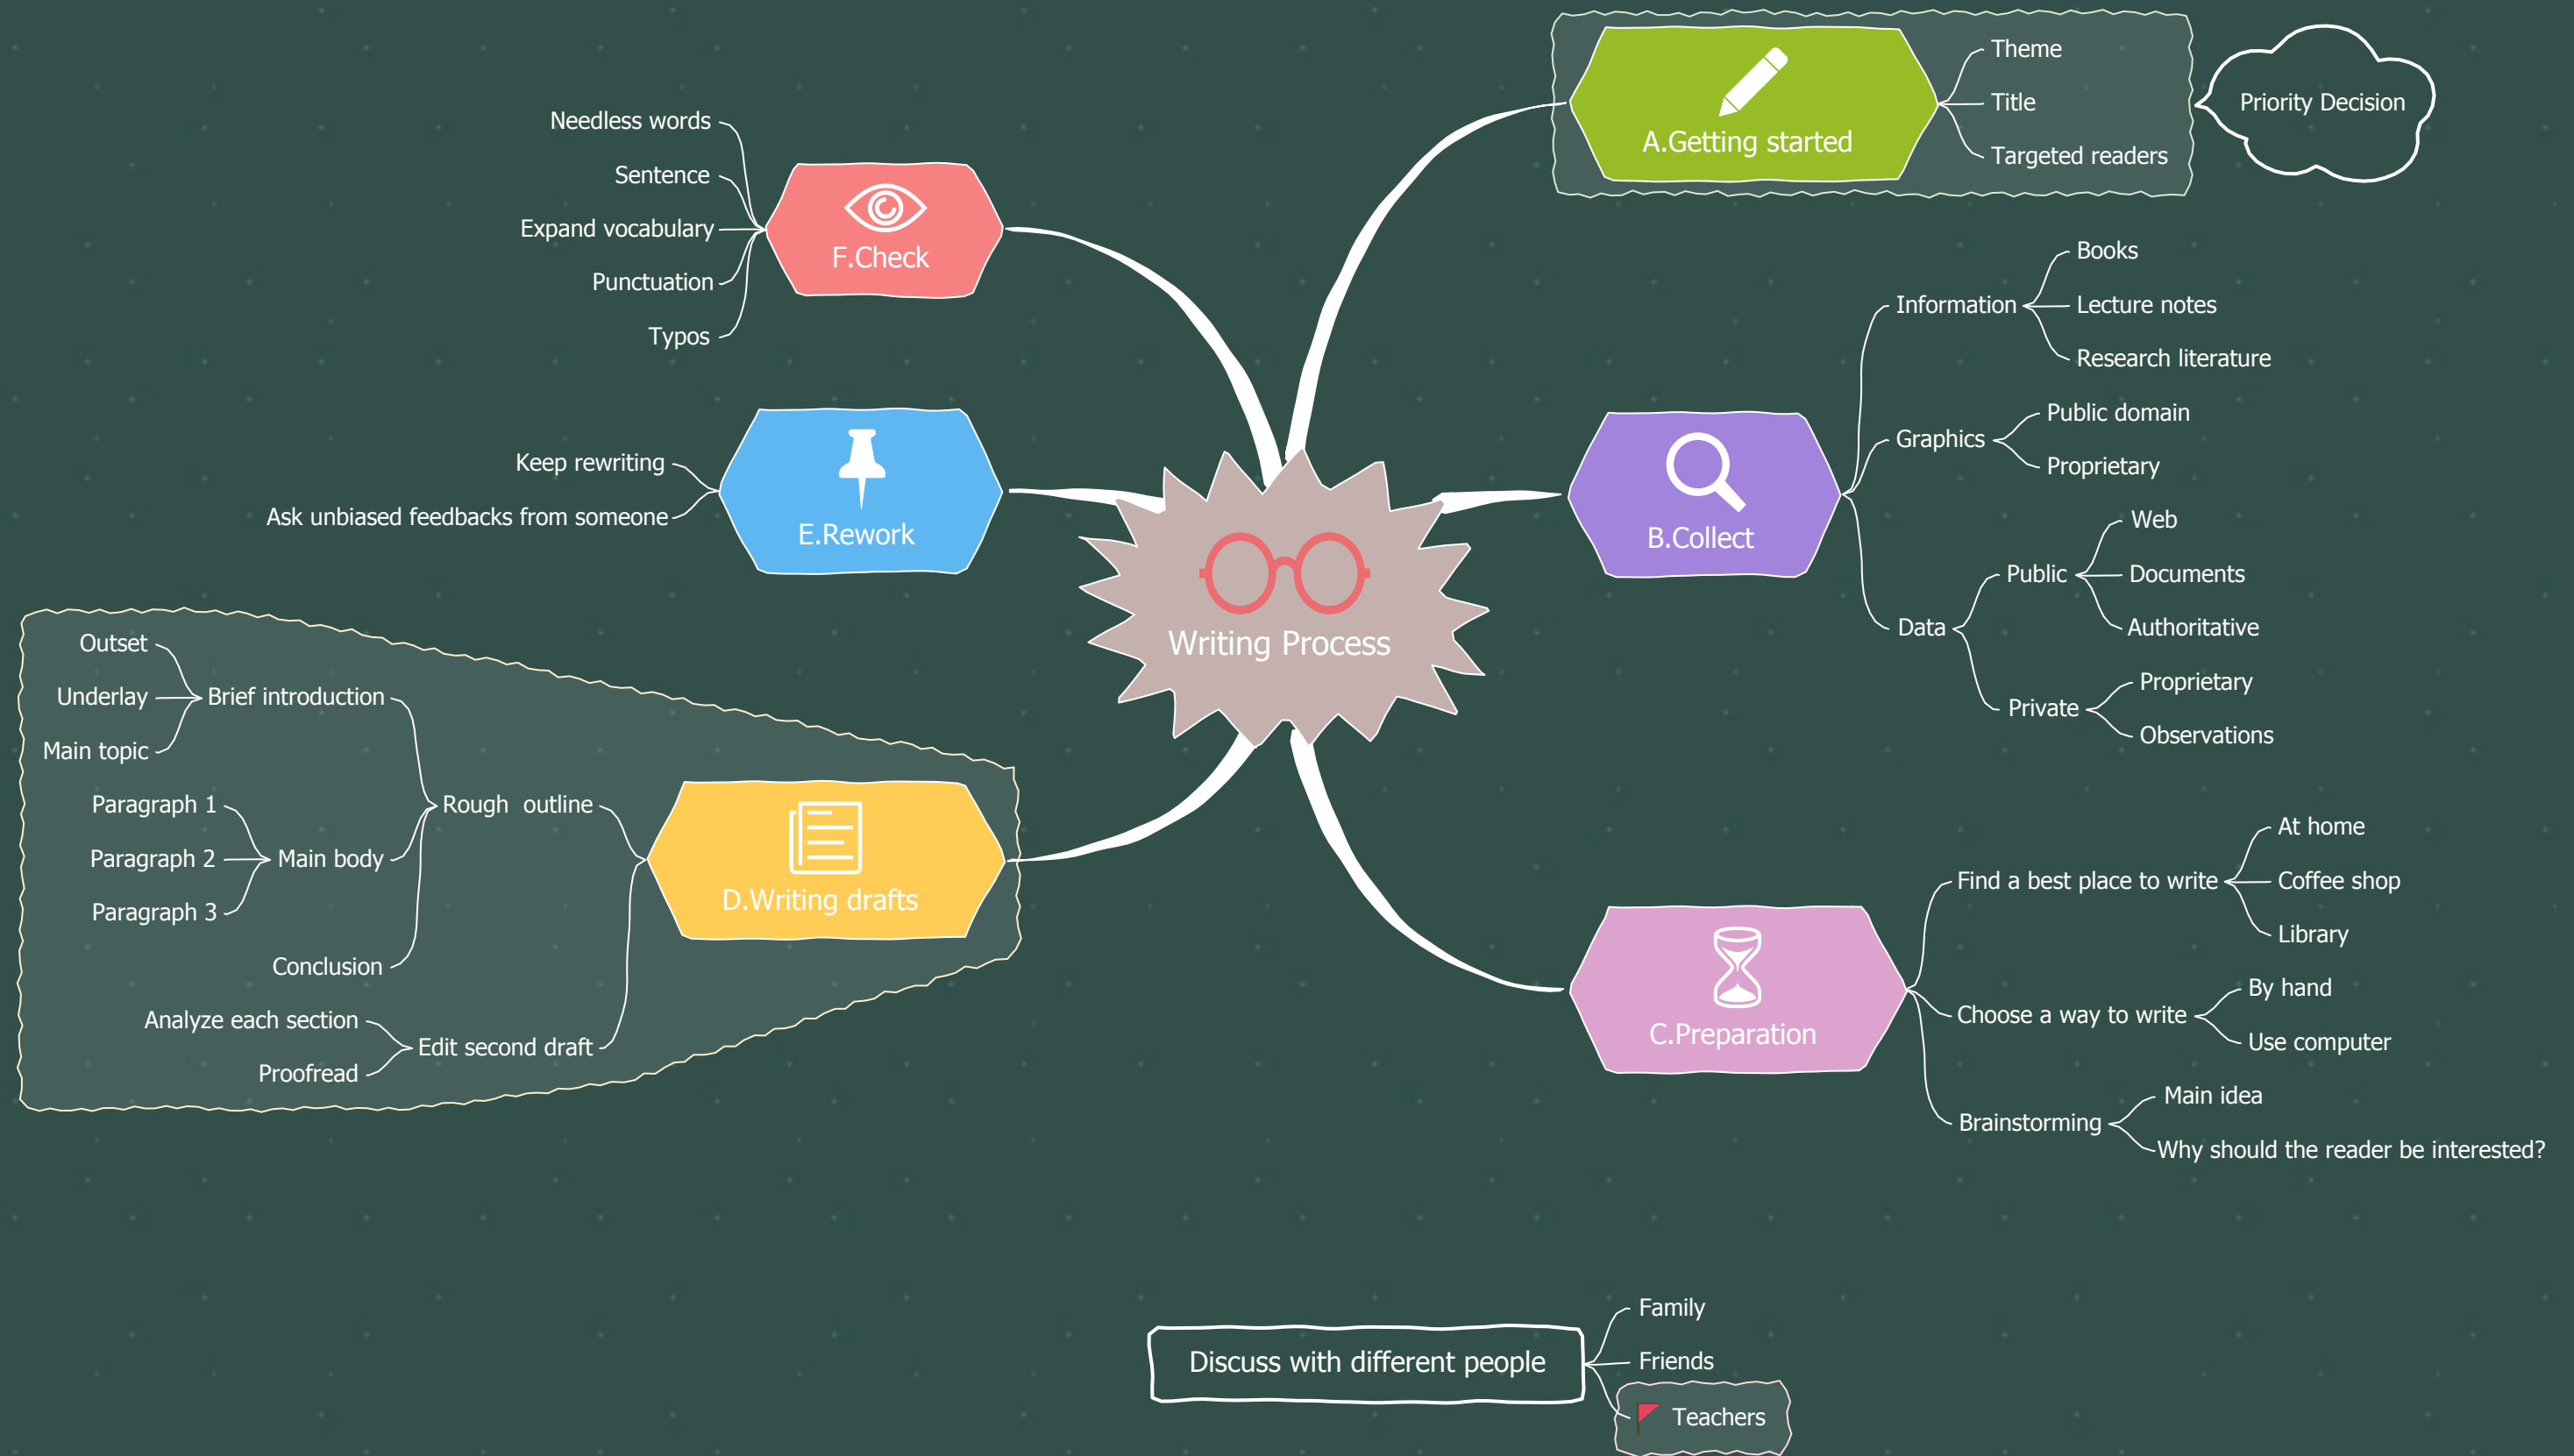 Writing Process
A.Getting started
Theme
Title
Targeted readers
Priority Decision
B.Collect
Information
Books
Lecture notes
Research literature
Graphics
Public domain
Proprietary
Data
Public
Web
Documents
Authoritative
Private
Proprietary
Observations
C.Preparation
Find a best place to write
At home
Coffee shop
Library
Choose a way to write
By hand
Use computer
Brainstorming
Main idea
Why should the reader be interested?
D.Writing drafts
Rough  outline
Brief introduction
Outset
Underlay
Main topic
Main body
Paragraph 1
Paragraph 2
Paragraph 3
Conclusion
Edit second draft
Analyze each section
Proofread
E.Rework
Keep rewriting
Ask unbiased feedbacks from someone
F.Check
Needless words
Sentence
Expand vocabulary
Punctuation
Typos
Discuss with different people
Family
Friends
Teachers